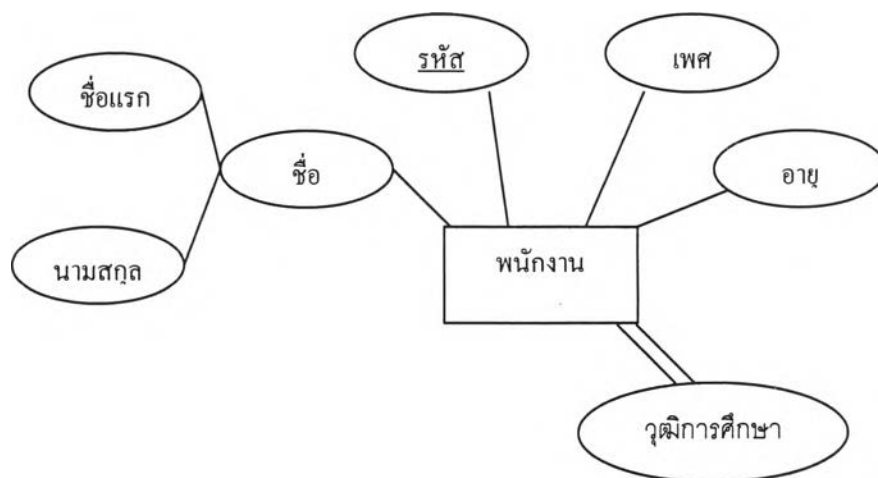 รหัส
เพศ
ชื่อแรก
ชื่อ
อายุ
นามสกุล
พนักงาน
วุฒิการศึกษา